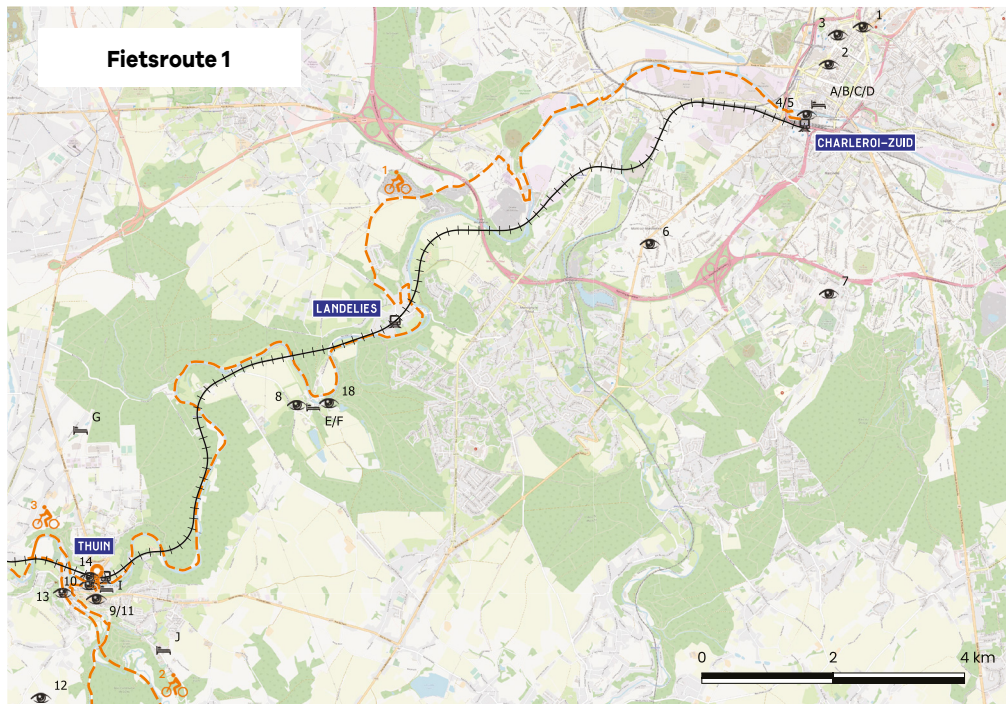 Fietsroute 1
1
3
2
A/B/C/D
4/5
CHARLEROI-ZUID
1
6
7
LANDELIES
8
18
E/F
G
3
THUIN
14
10
I
13
9/11
J
2
12
0
2
4 km